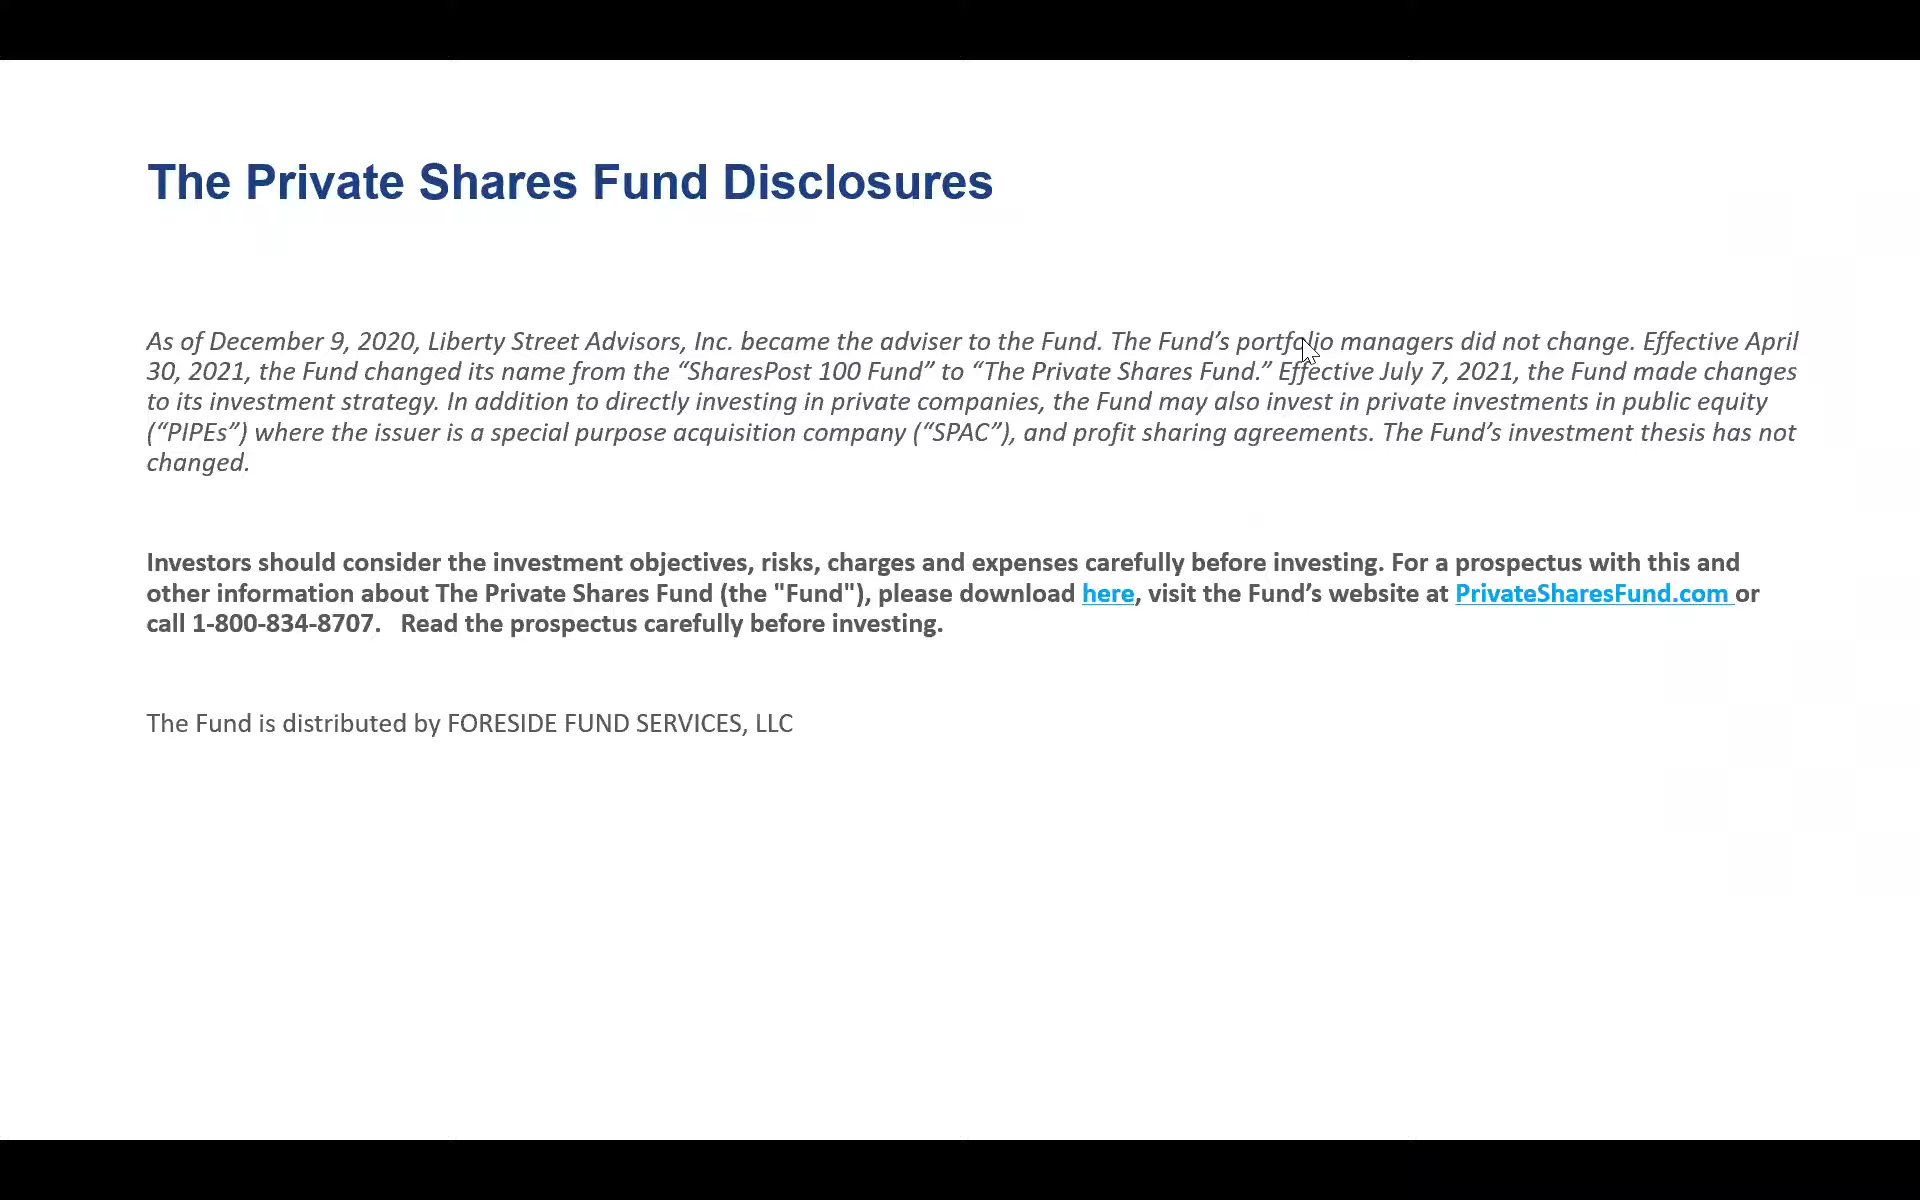 The Private Shares Fund Disclosures
As of December 9, 2020, Liberty Street Advisors, Inc. became the adviser to the Fund. The Fund’s portfolio managers did not change. Effective April
30, 2021, the Fund changed its name from the “SharesPost 100 Fund” to “The Private Shares Fund.” Effective July 7, 2021, the Fund made changes
to its investment strategy. In addition to directly investing in private companies, the Fund may also invest in private investments in public equity
(“PIPEs”) where the issuer is a special purpose acquisition company (“SPAC”), and profit sharing agreements. The Fund’s investment thesis has not
changed.
Investors should consider the investment objectives, risks, charges and expenses carefully before investing. For a prospectus with this and
other information about The Private Shares Fund (the "Fund"), please download here, visit the Fund’s website at PrivateSharesFund.com or
call 1-800-834-8707.   Read the prospectus carefully before investing.
The Fund is distributed by FORESIDE FUND SERVICES, LLC